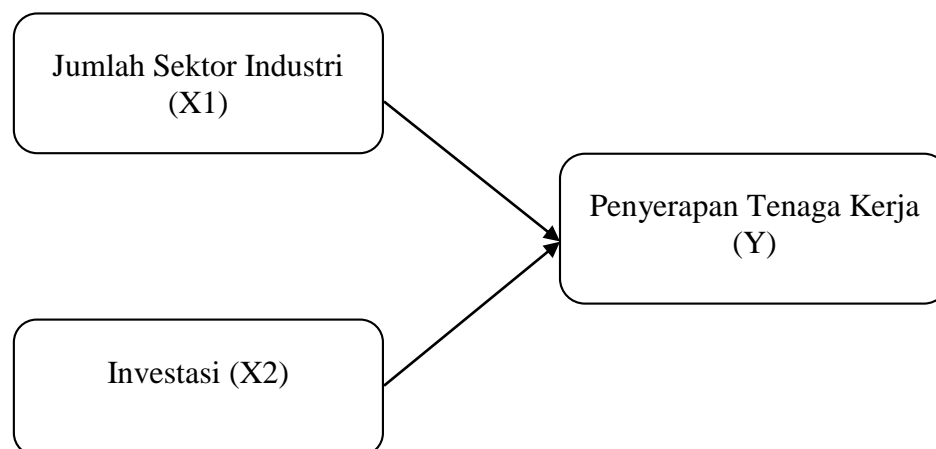 Jumlah Sektor Industri
(X1)
Penyerapan Tenaga Kerja
(Y)
Investasi (X2)